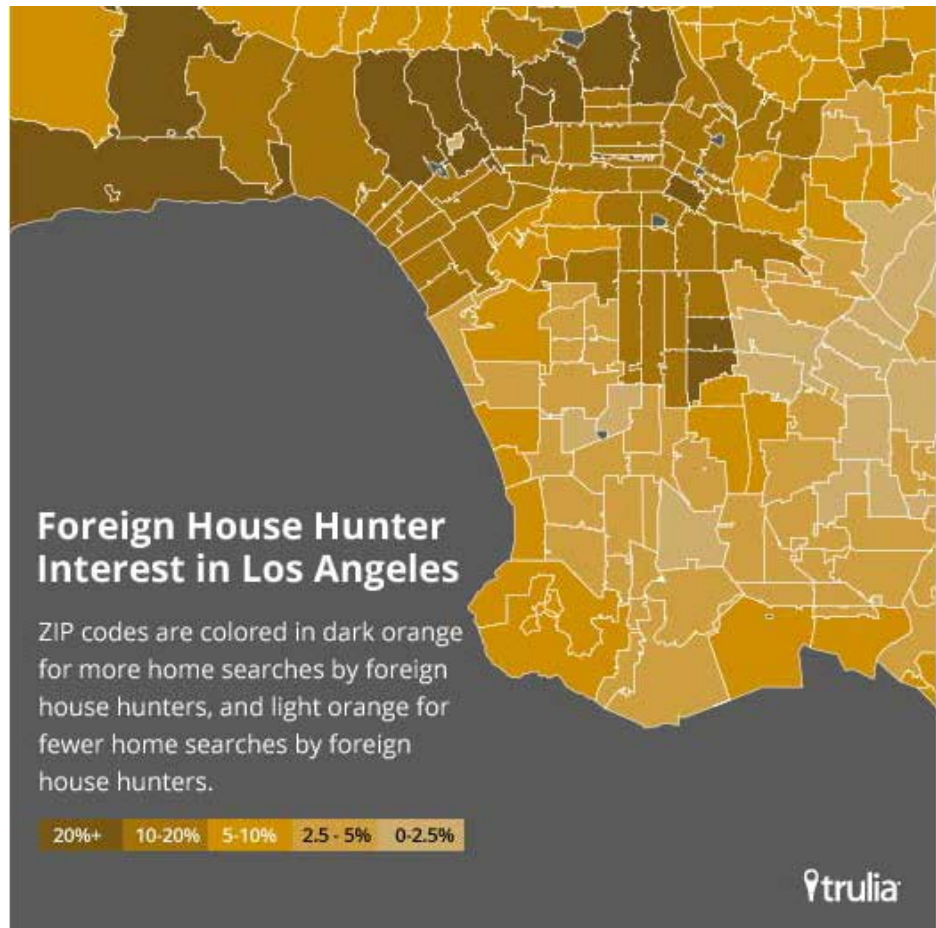 Foreign House Hunter
Interest in Los Angeles
ZIP codes are colored in dark orange
for more home searches by foreign
house hunters, and light orange for
fewer home searches by foreign
house hunters.
20%+ 10-20% 5-10% 2.5 - 5% 0-2.5%
trulia